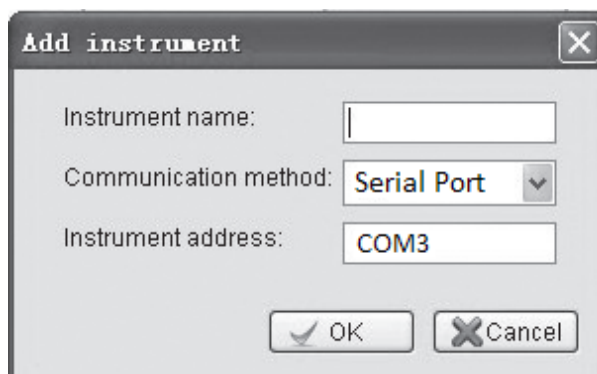 Add instrument
Instrument name:
Communication method: Serial Port
Instrument address: COM3
OK Cancel